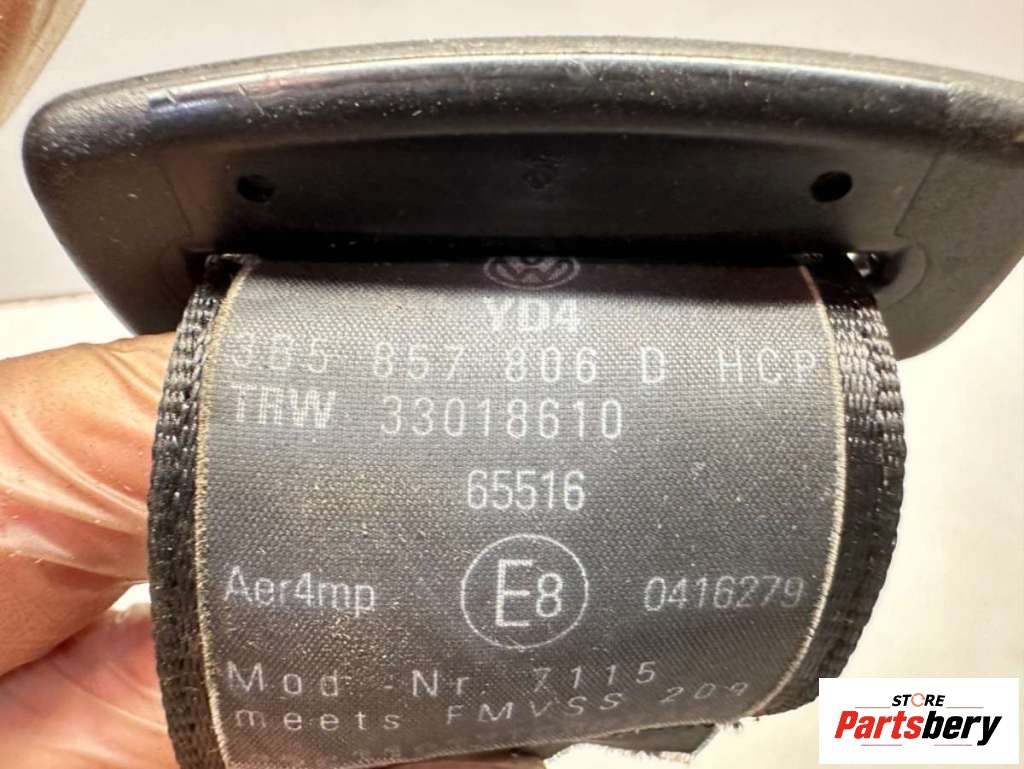 YD4
3B5 857 806 D HCP
TRW 33018610
65516
Aer4mp E8 0416279
Mod.-Nr. 7115
meets FMVSS 209
STORE
Partsbery